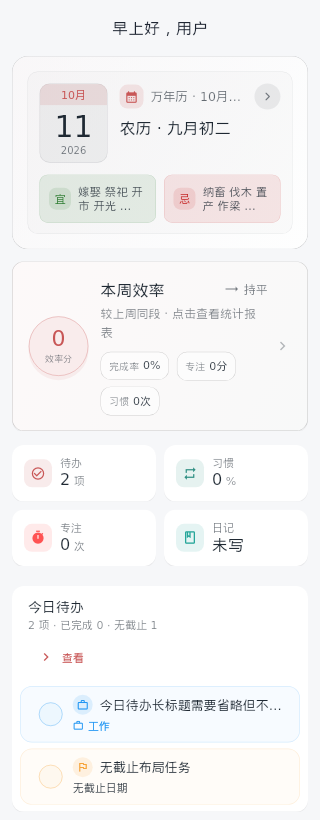 早上好，用户
10月
11
2026
万年历 · 10月...
农历 · 九月初二
宜
嫁娶 祭祀 开
市 开光 ...
忌
纳畜 伐木 置
产 作梁 ...
0
效率分
本周效率
持平
较上周同段 · 点击查看统计报
表
完成率 0%
专注 0分
习惯 0次
待办
2 项
习惯
0 %
专注
0 次
日记
未写
今日待办
2 项 · 已完成 0 · 无截止 1
查看
今日待办长标题需要省略但不...
工作
无截止布局任务
无截止日期